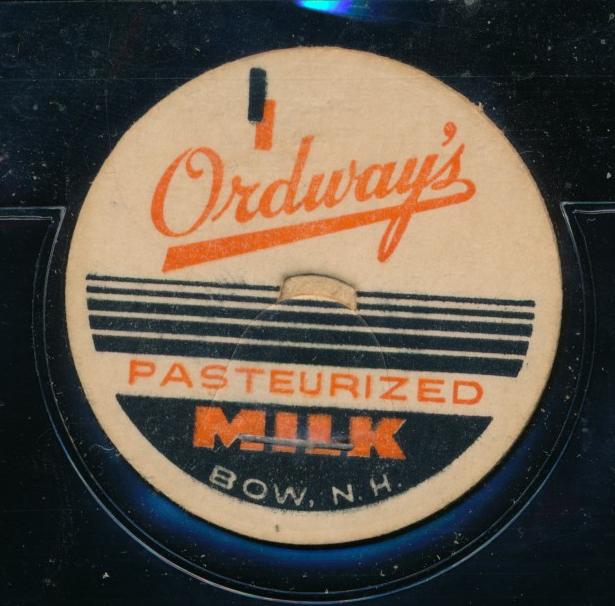 Ordway's
PASTEURIZED
MILK
BOW, N.H.